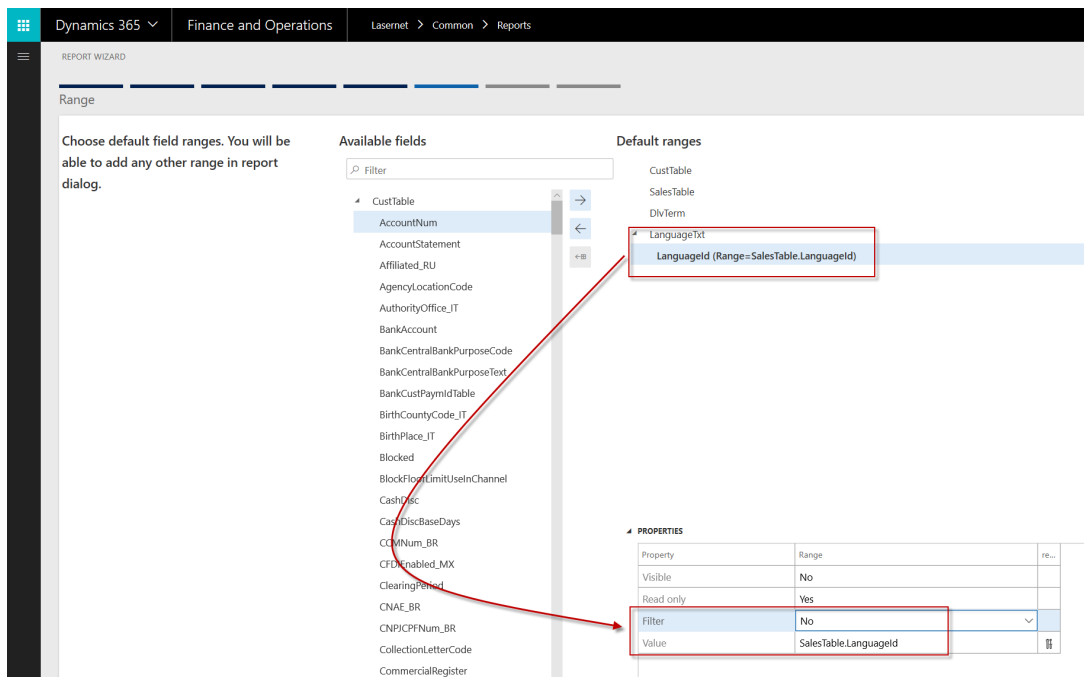 Dynamics 365 Finance and Operations Lasernet > Common > Reports
REPORT WIZARD
Range
Choose default field ranges. You will be
able to add any other range in report
dialog.
Available fields
Filter
CustTable
AccountNum
AccountStatement
Affiliated_RU
AgencyLocationCode
AuthorityOffice_IT
BankAccount
BankCentralBankPurposeCode
BankCentralBankPurposeText
BankCustPaymIdTable
BirthCountyCode_IT
BirthPlace_IT
Blocked
BlockFloorLimitUseInChannel
CashDisc
CashDiscBaseDays
CCMNum_BR
CFDIEnabled_MX
ClearingPeriod
CNAE_BR
CNPJCPFNum_BR
CollectionLetterCode
CommercialRegister
Default ranges
CustTable
SalesTable
DlvTerm
LanguageTxt
LanguageId (Range=SalesTable.LanguageId)
PROPERTIES
Property Range re...
Visible No
Read only Yes
Filter No
Value SalesTable.LanguageId